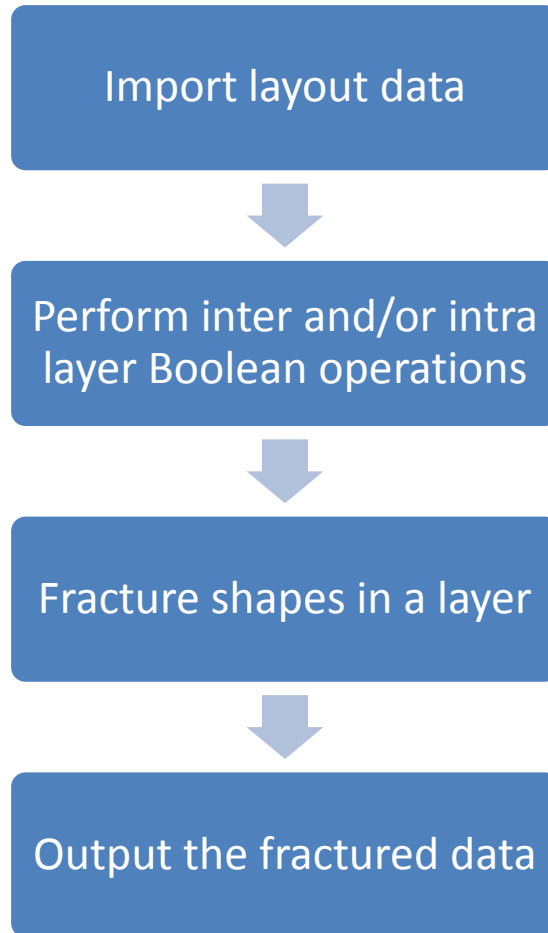 Import layout data
Perform inter and/or intra
layer Boolean operations
Fracture shapes in a layer
Output the fractured data